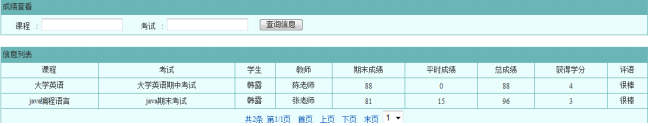 成绩查看
课程 : 考试 : 查询信息
信息列表
课程 考试 学生 教师 期末成绩 平时成绩 总成绩 获得学分 评语
大学英语 大学英语期中考试 韩露 陈老师 88 0 88 4 很棒
java编程语言 java期末考试 韩露 张老师 81 15 96 3 很棒
共2条 第1/1页 首页 上页 下页 末页 1